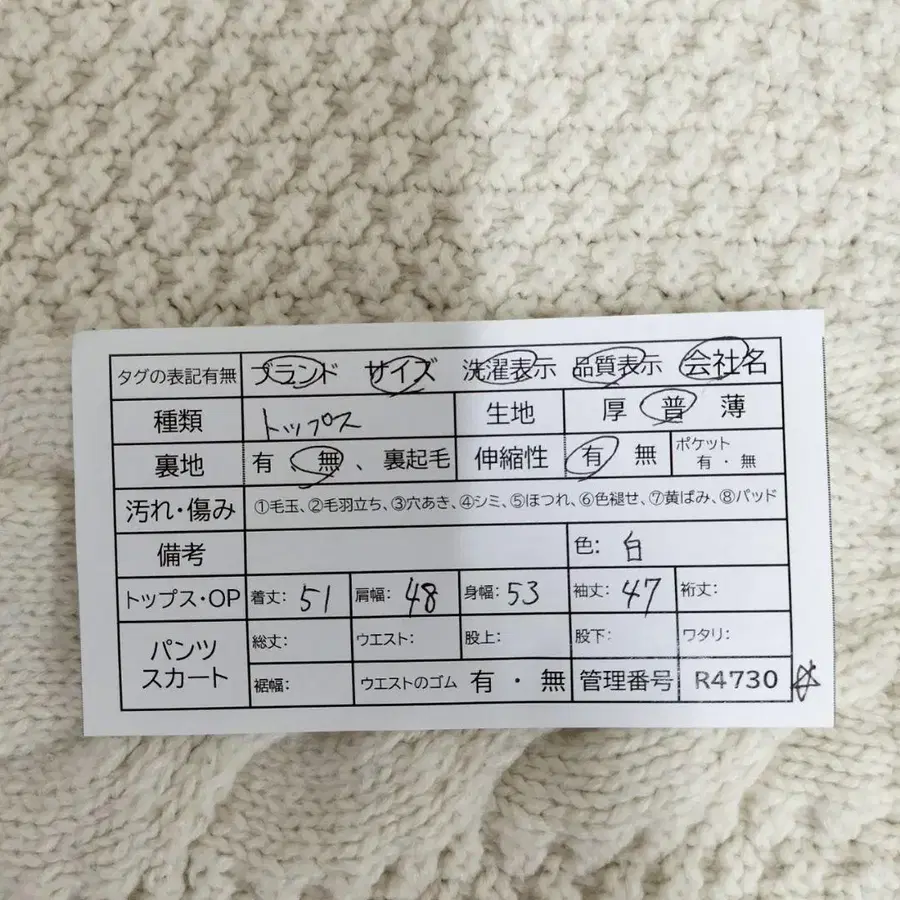 タグの表記有無 ブランド サイズ 洗濯表示 品質表示 会社名
種類 トップス 生地 厚 普 薄
裏地 有、無、裏起毛 伸縮性 有 無 ポケット 有・無
汚れ・傷み ①毛玉、②毛羽立ち、③穴あき、④シミ、⑤ほつれ、⑥色褪せ、⑦黄ばみ、⑧パッド
備考 色: 白
トップス・OP 着丈: 51 肩幅: 48 身幅: 53 袖丈: 47 裄丈:
パンツ スカート 総丈: ウエスト: 股上: 股下: ワタリ:
裾幅: ウエストのゴム 有・無 管理番号 R4730